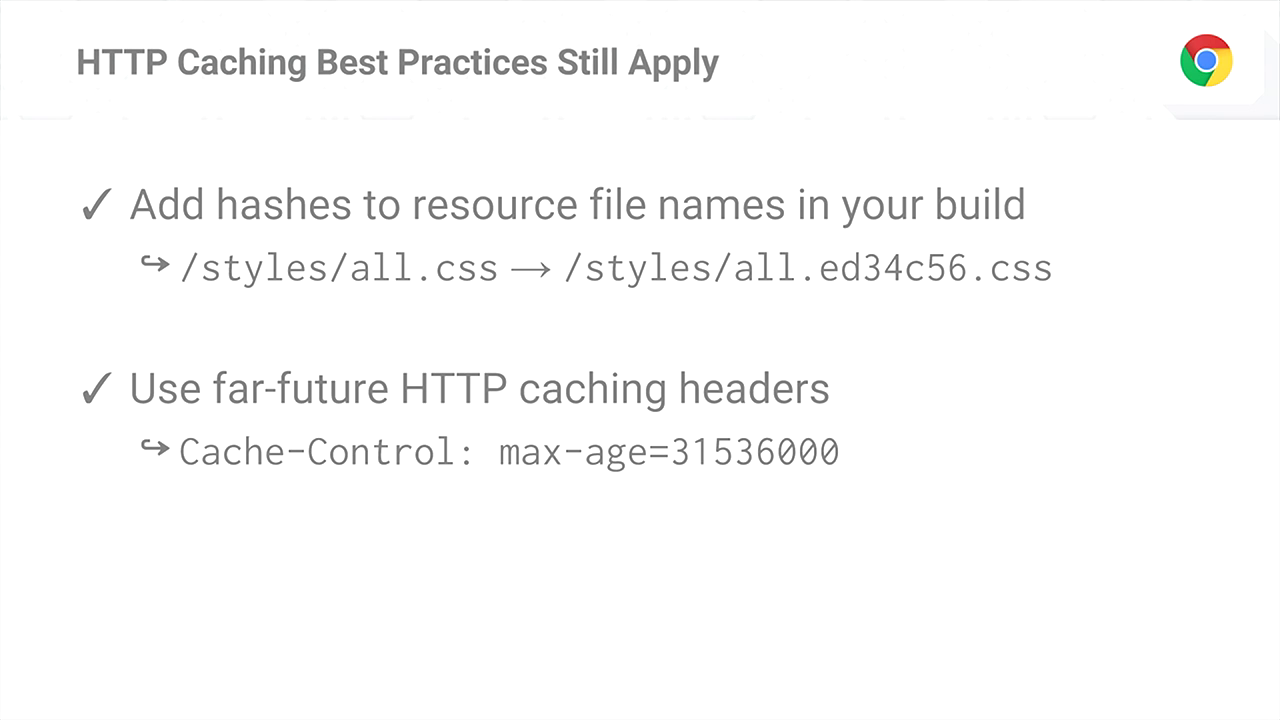 HTTP Caching Best Practices Still Apply
✓ Add hashes to resource file names in your build
↪ /styles/all.css → /styles/all.ed34c56.css
✓ Use far-future HTTP caching headers
↪ Cache-Control: max-age=31536000